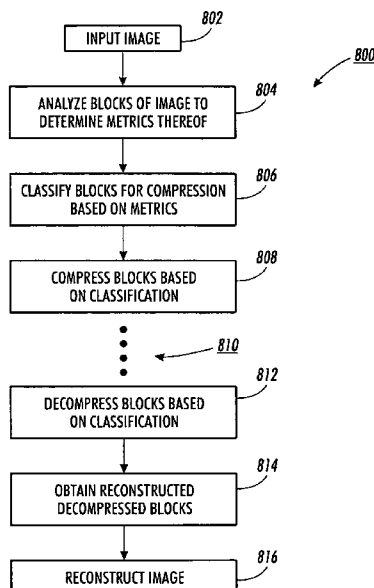 802
INPUT IMAGE
800
804
ANALYZE BLOCKS OF IMAGE TO
DETERMINE METRICS THEREOF
806
CLASSIFY BLOCKS FOR COMPRESSION
BASED ON METRICS
808
COMPRESS BLOCKS BASED
ON CLASSIFICATION
810
812
DECOMPRESS BLOCKS BASED
ON CLASSIFICATION
814
OBTAIN RECONSTRUCTED
DECOMPRESSED BLOCKS
816
RECONSTRUCT IMAGE